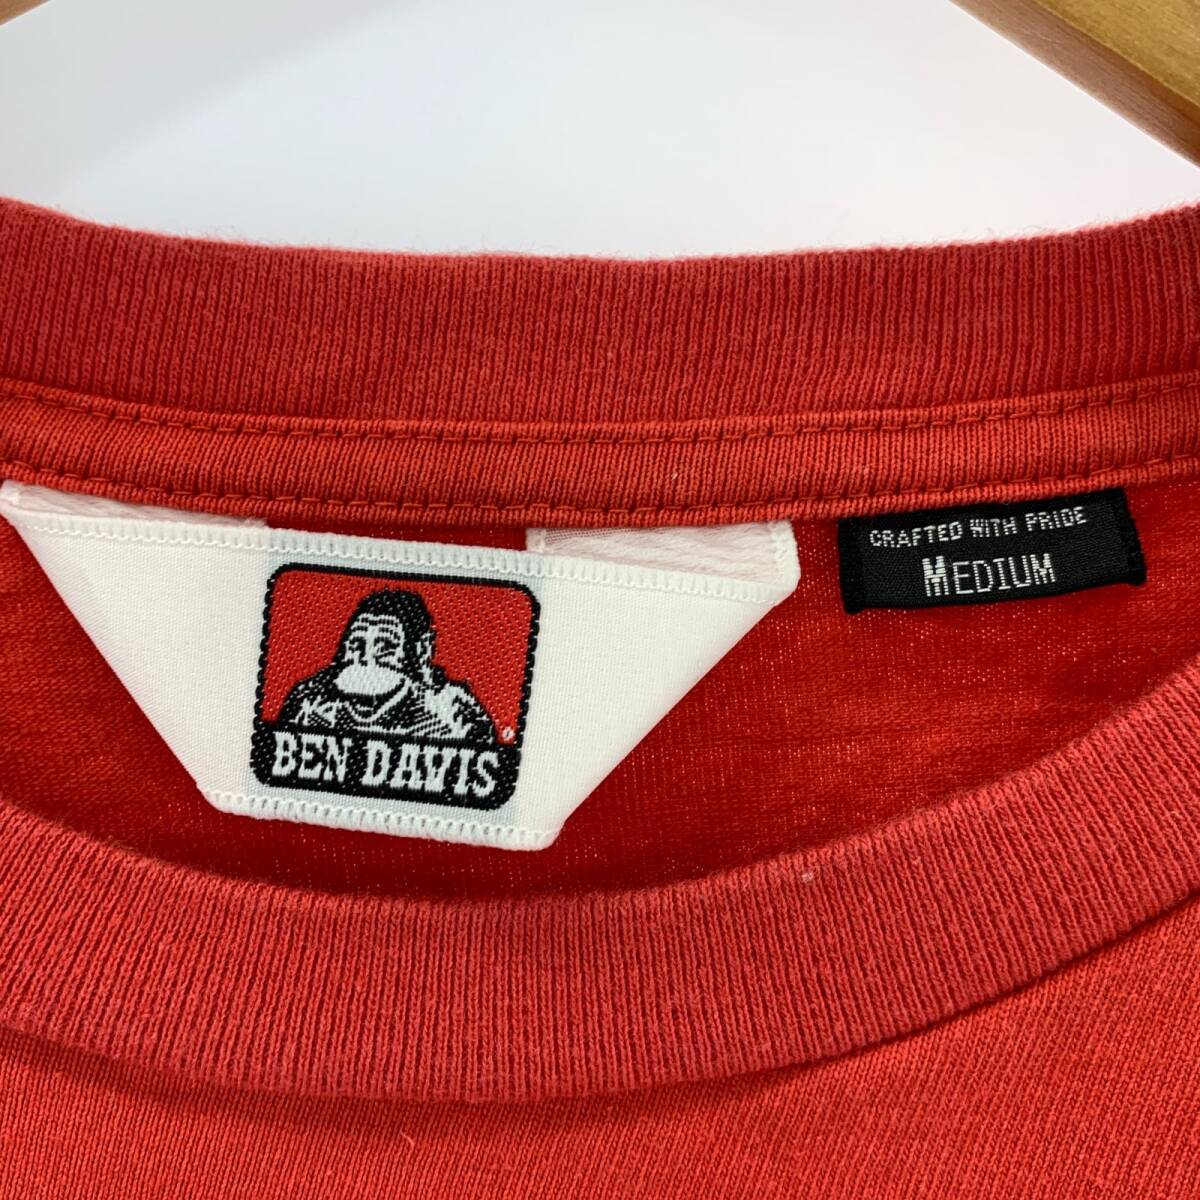 CRAFTED WITH PRIDE
MEDIUM
BEN DAVIS
®